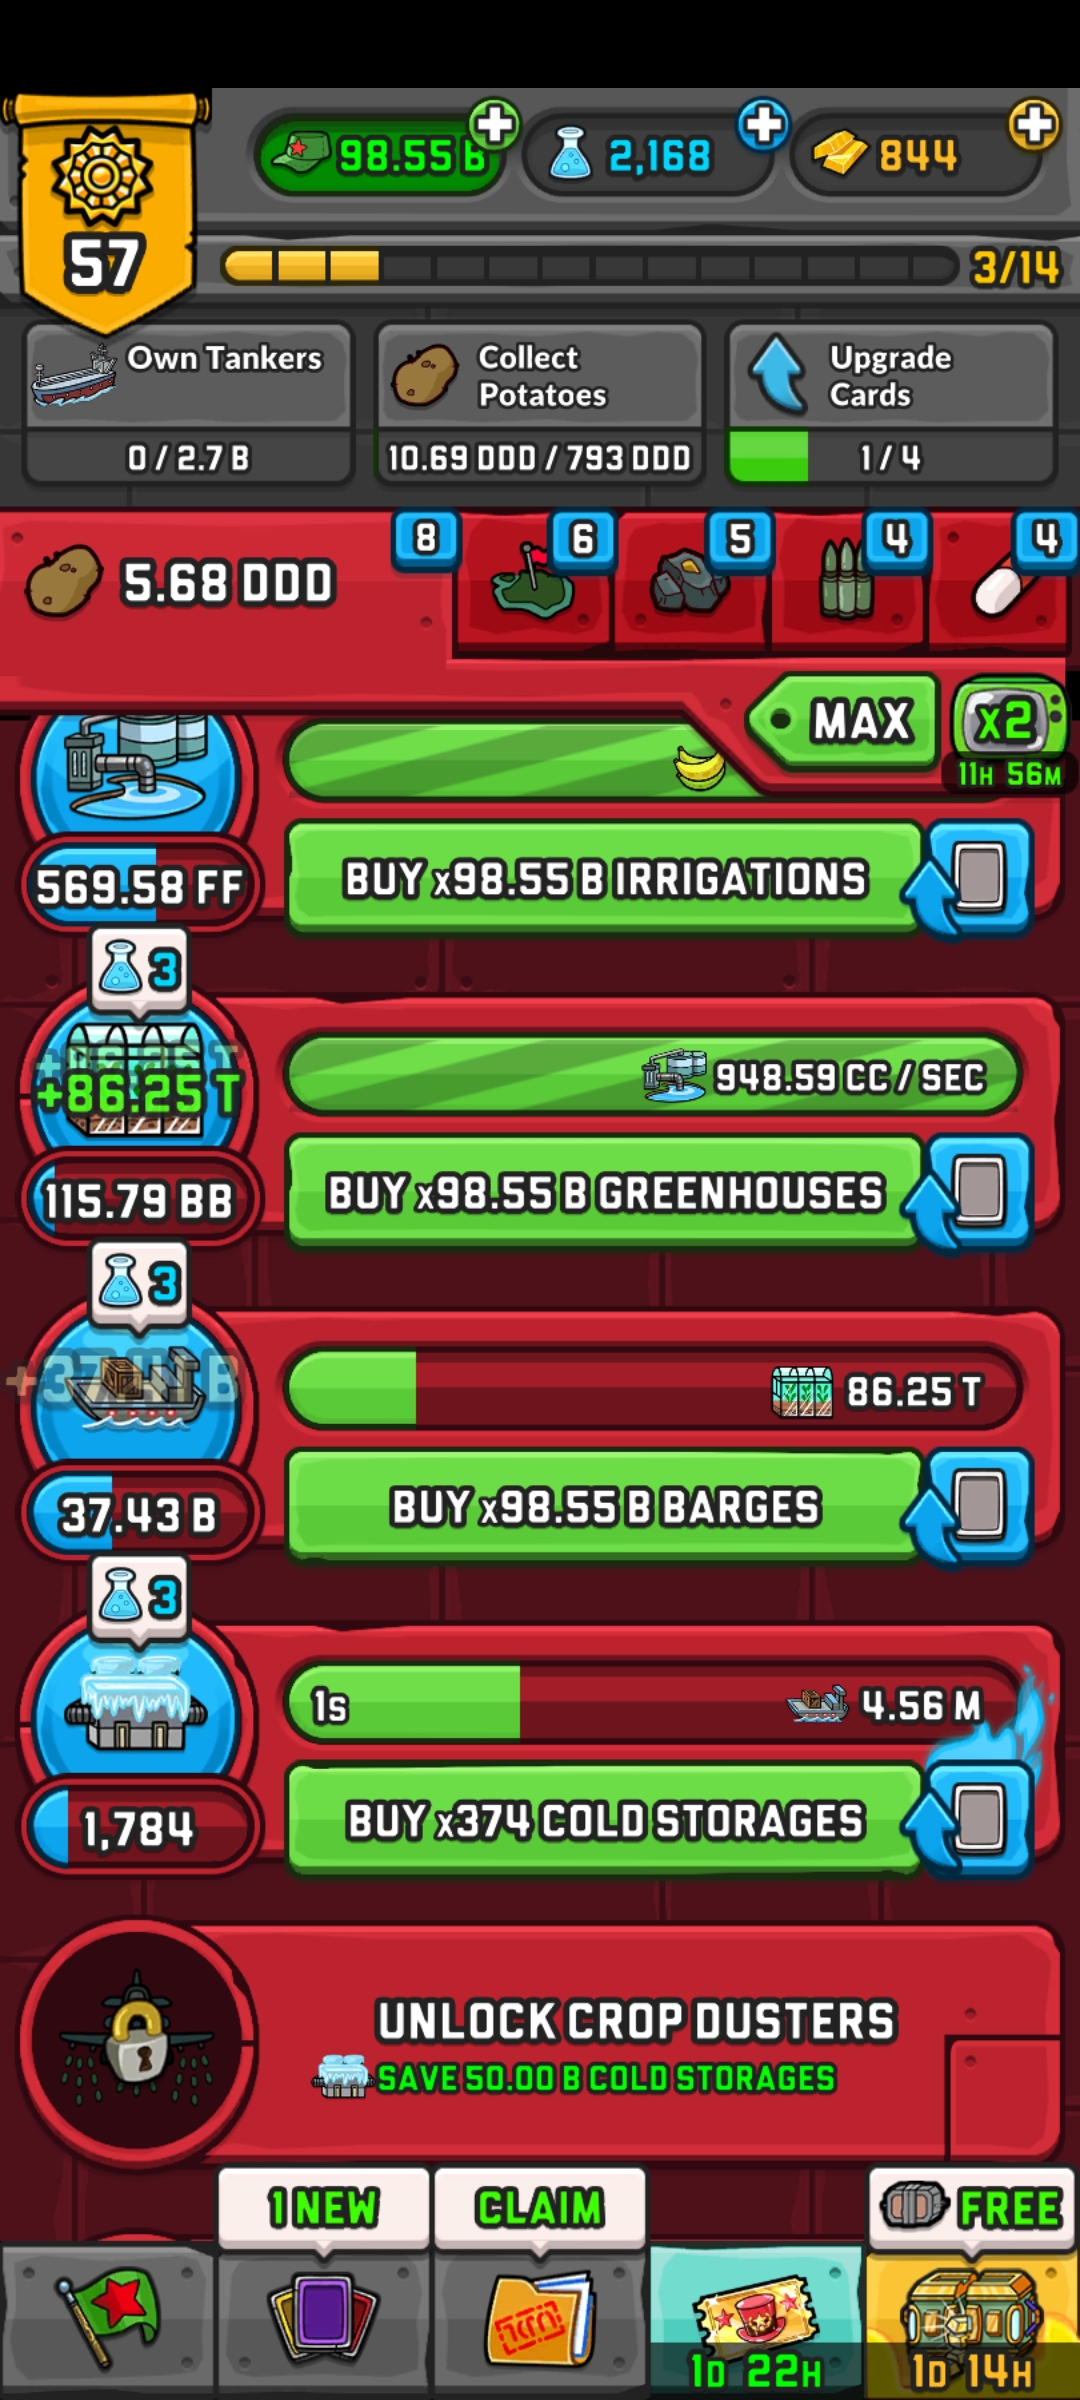 98.55 B
2,168
844
57
3/14
Own Tankers
0 / 2.7 B
Collect
Potatoes
10.69 DDD / 793 DDD
Upgrade
Cards
1 / 4
5.68 DDD
8
6
5
4
4
MAX
x2
11H 56M
569.58 FF
BUY x98.55 B IRRIGATIONS
3
+86.25 T
948.59 CC / SEC
115.79 BB
BUY x98.55 B GREENHOUSES
3
86.25 T
37.43 B
BUY x98.55 B BARGES
3
1s
4.56 M
1,784
BUY x374 COLD STORAGES
UNLOCK CROP DUSTERS
SAVE 50.00 B COLD STORAGES
1 NEW
CLAIM
FREE
1D 22H
1D 14H